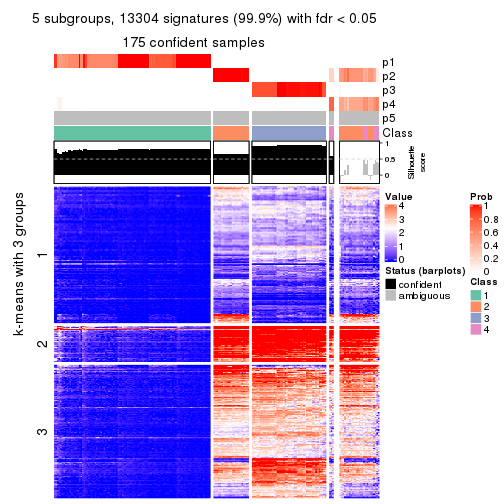 5 subgroups, 13304 signatures (99.9%) with fdr < 0.05
175 confident samples
p1
p2
p3
p4
p5
Class
1
0.5
0
Silhouette
score
k-means with 3 groups
1
2
3
Value
4
3
2
1
0
Status (barplots)
confident
ambiguous
Prob
1
0.8
0.6
0.4
0.2
0
Class
1
2
3
4